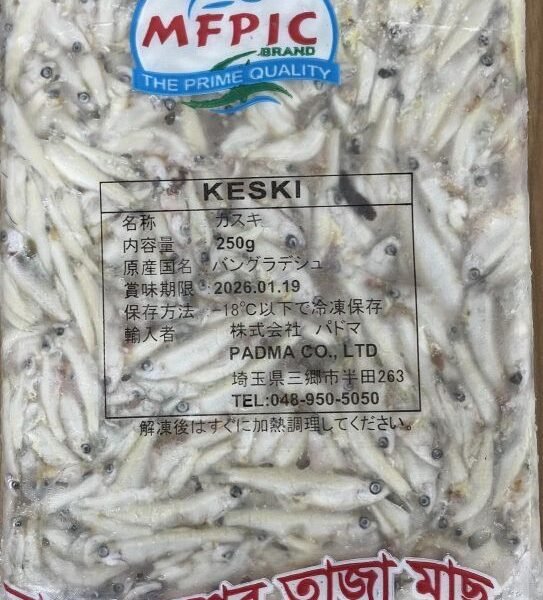 MFPIC
BRAND
THE PRIME QUALITY
KESKI
名称 カスキ
内容量 250g
原産国名 バングラデシュ
賞味期限 2026.01.19
保存方法 -18℃以下で冷凍保存
輸入者 株式会社 パドマ
PADMA CO., LTD
埼玉県三郷市半田263
TEL:048-950-5050
解凍後はすぐに加熱調理してください。
তাজা মাছ